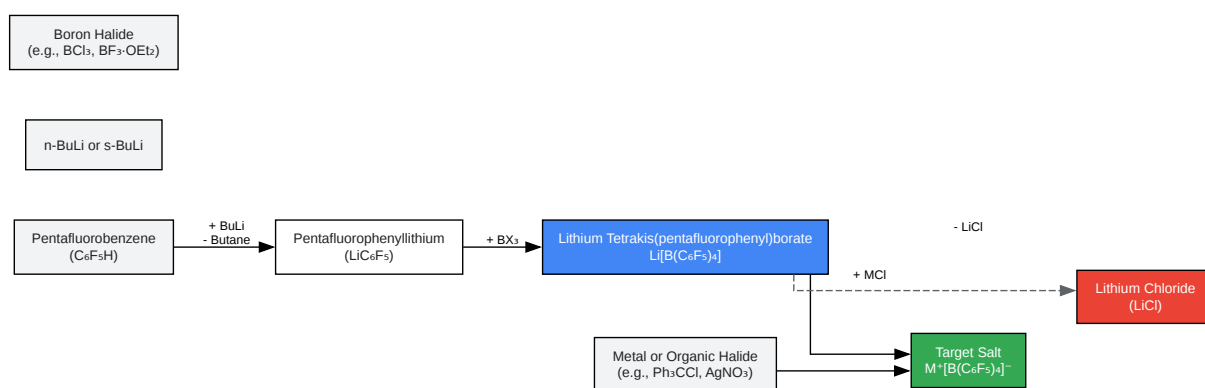 Boron Halide
(e.g., BCl₃, BF₃·OEt₂)
n-BuLi or s-BuLi
Pentafluorobenzene
(C₆F₅H)
+ BuLi
- Butane
Pentafluorophenyllithium
(LiC₆F₅)
+ BX₃
Lithium Tetrakis(pentafluorophenyl)borate
Li[B(C₆F₅)₄]
- LiCl
+ MCl
Lithium Chloride
(LiCl)
Metal or Organic Halide
(e.g., Ph₃CCl, AgNO₃)
Target Salt
M⁺[B(C₆F₅)₄]⁻